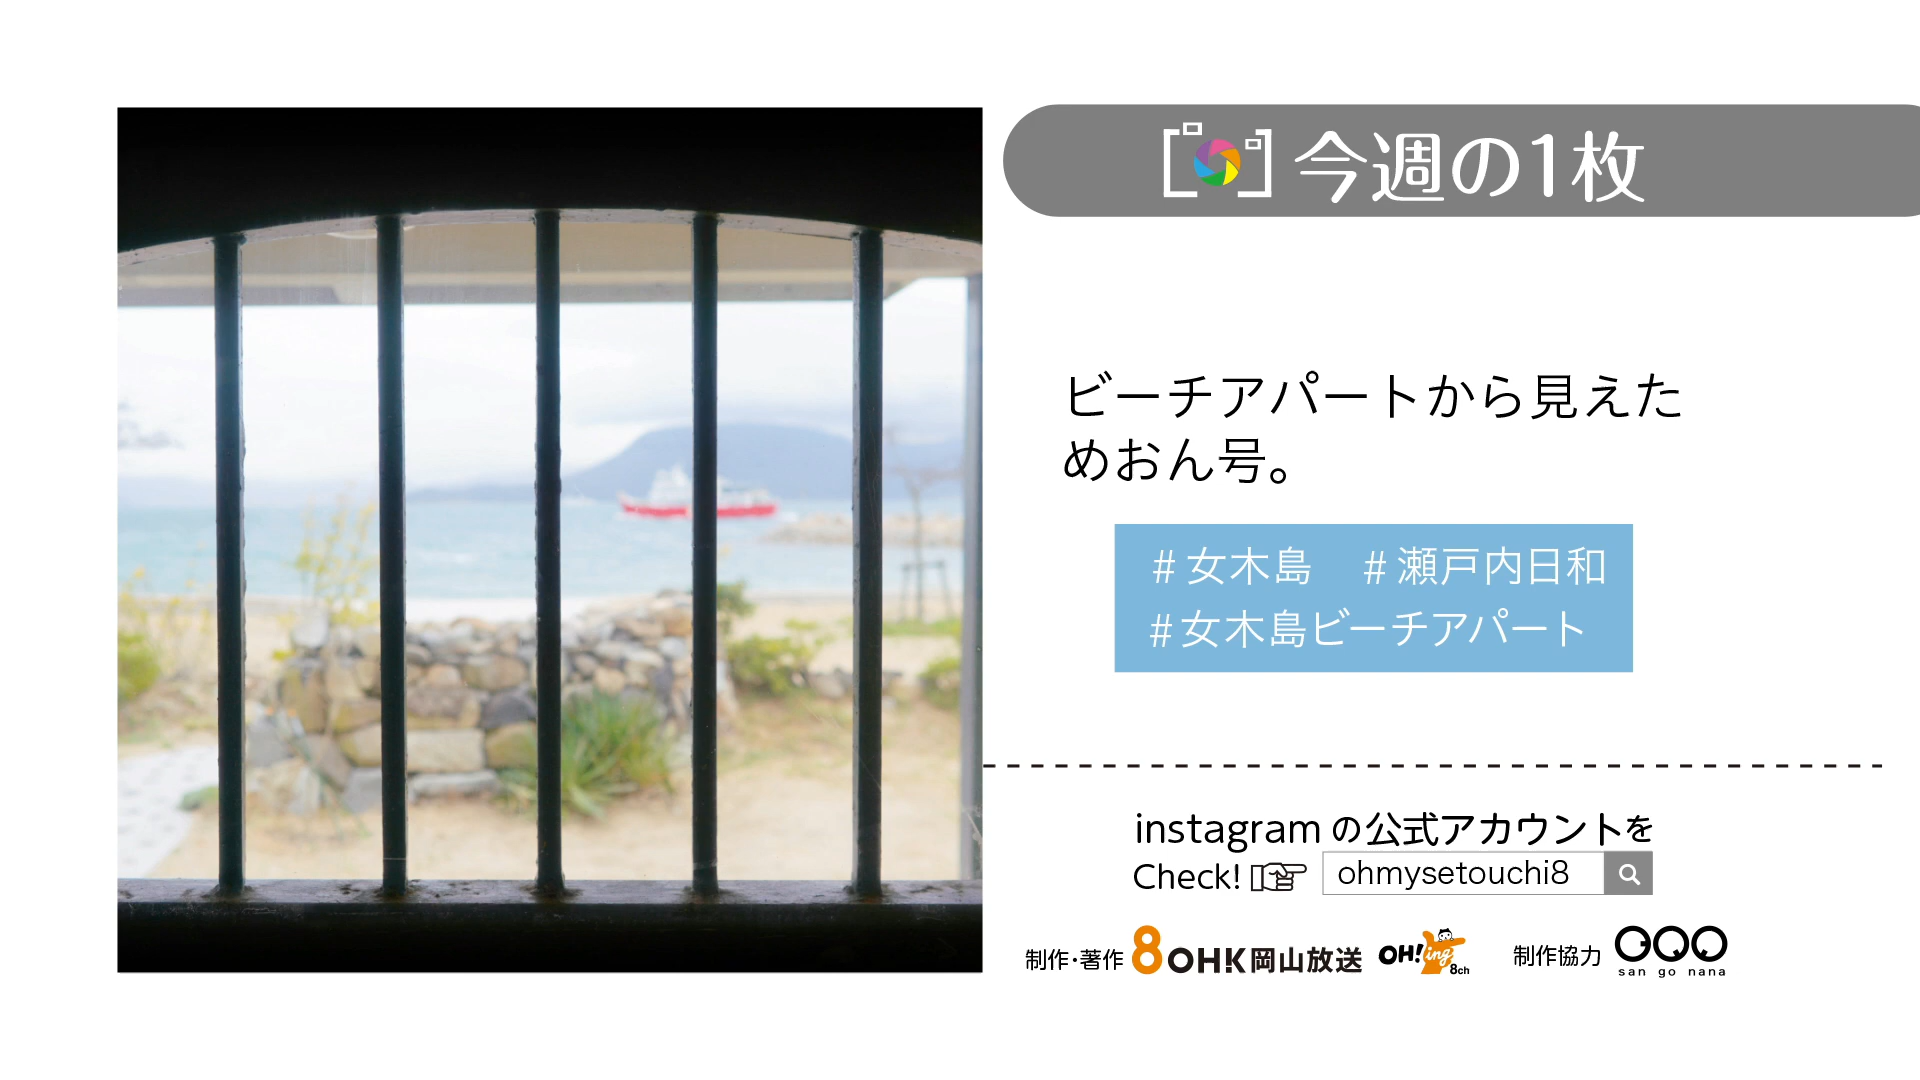 今週の1枚
ビーチアパートから見えた
めおん号。
#女木島 #瀬戸内日和
#女木島ビーチアパート
instagramの公式アカウントを
Check! ohmysetouchi8
制作・著作 8 OHK岡山放送 OH!ing 8ch 制作協力 san go nana